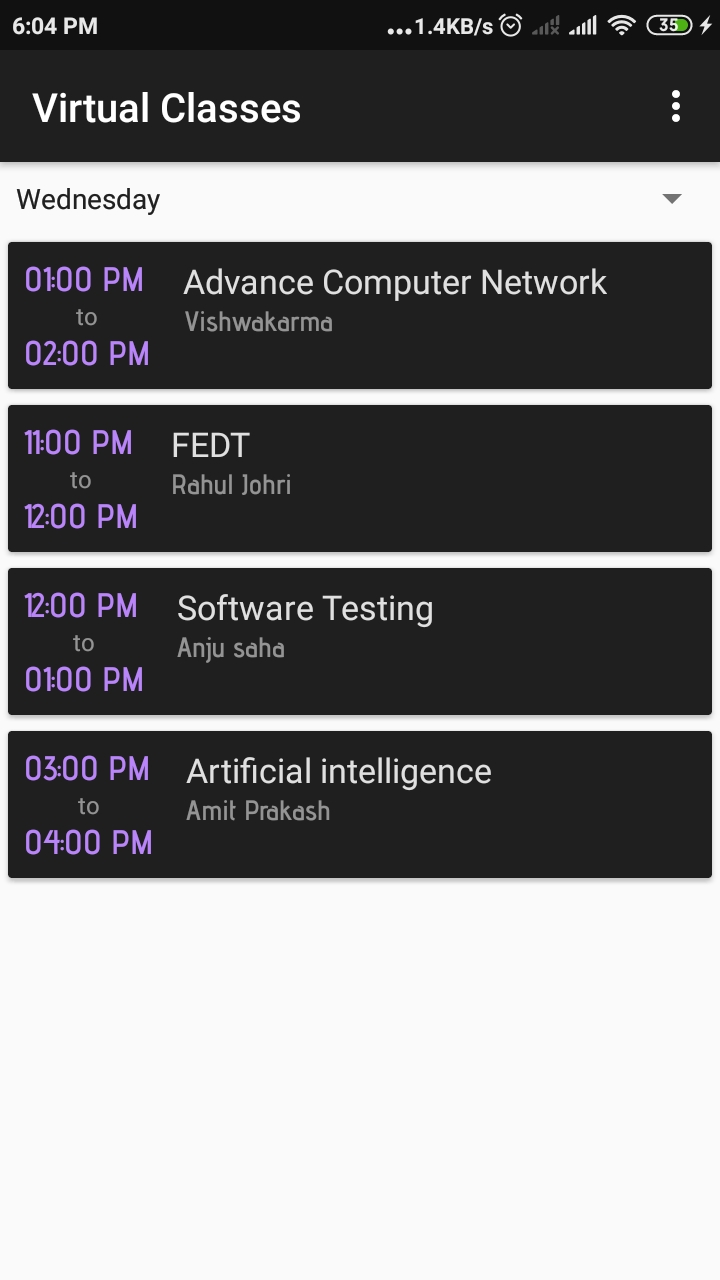 6:04 PM
...1.4KB/s
35
Virtual Classes
Wednesday
01:00 PM
to
02:00 PM
Advance Computer Network
Vishwakarma
11:00 PM
to
12:00 PM
FEDT
Rahul Johri
12:00 PM
to
01:00 PM
Software Testing
Anju saha
03:00 PM
to
04:00 PM
Artificial intelligence
Amit Prakash